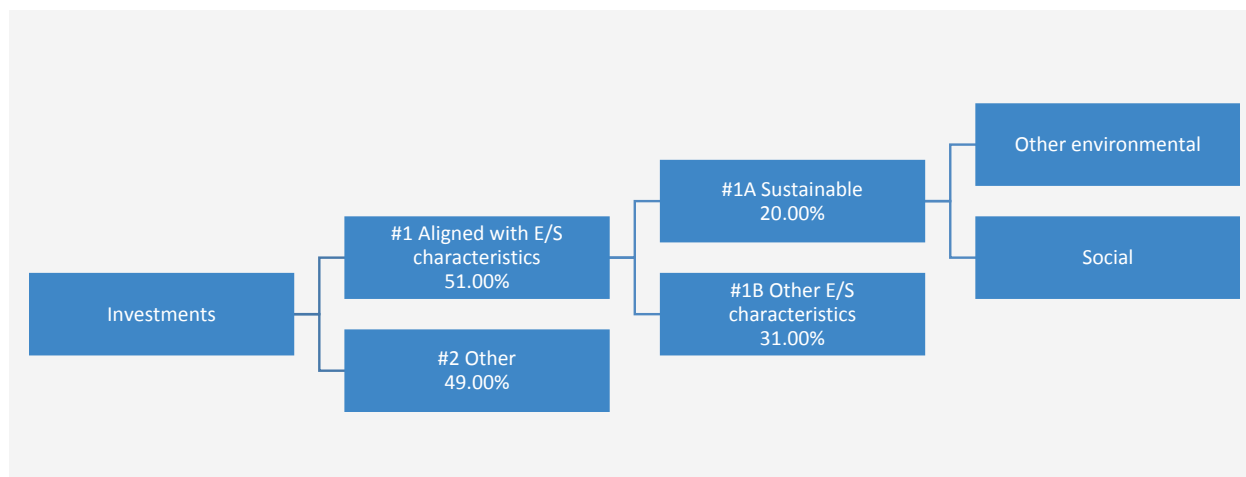 Investments
#1 Aligned with E/S
characteristics
51.00%
#2 Other
49.00%
#1A Sustainable
20.00%
#1B Other E/S
characteristics
31.00%
Other environmental
Social